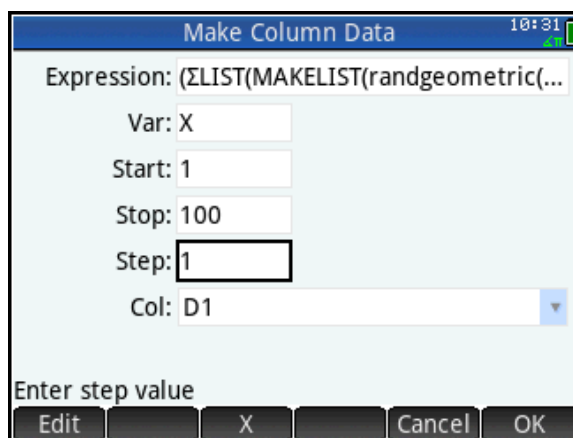 Make Column Data
10:31
∡π
Expression: (ΣLIST(MAKELIST(randgeometric(...
Var: X
Start: 1
Stop: 100
Step: 1
Col: D1
Enter step value
Edit X Cancel OK